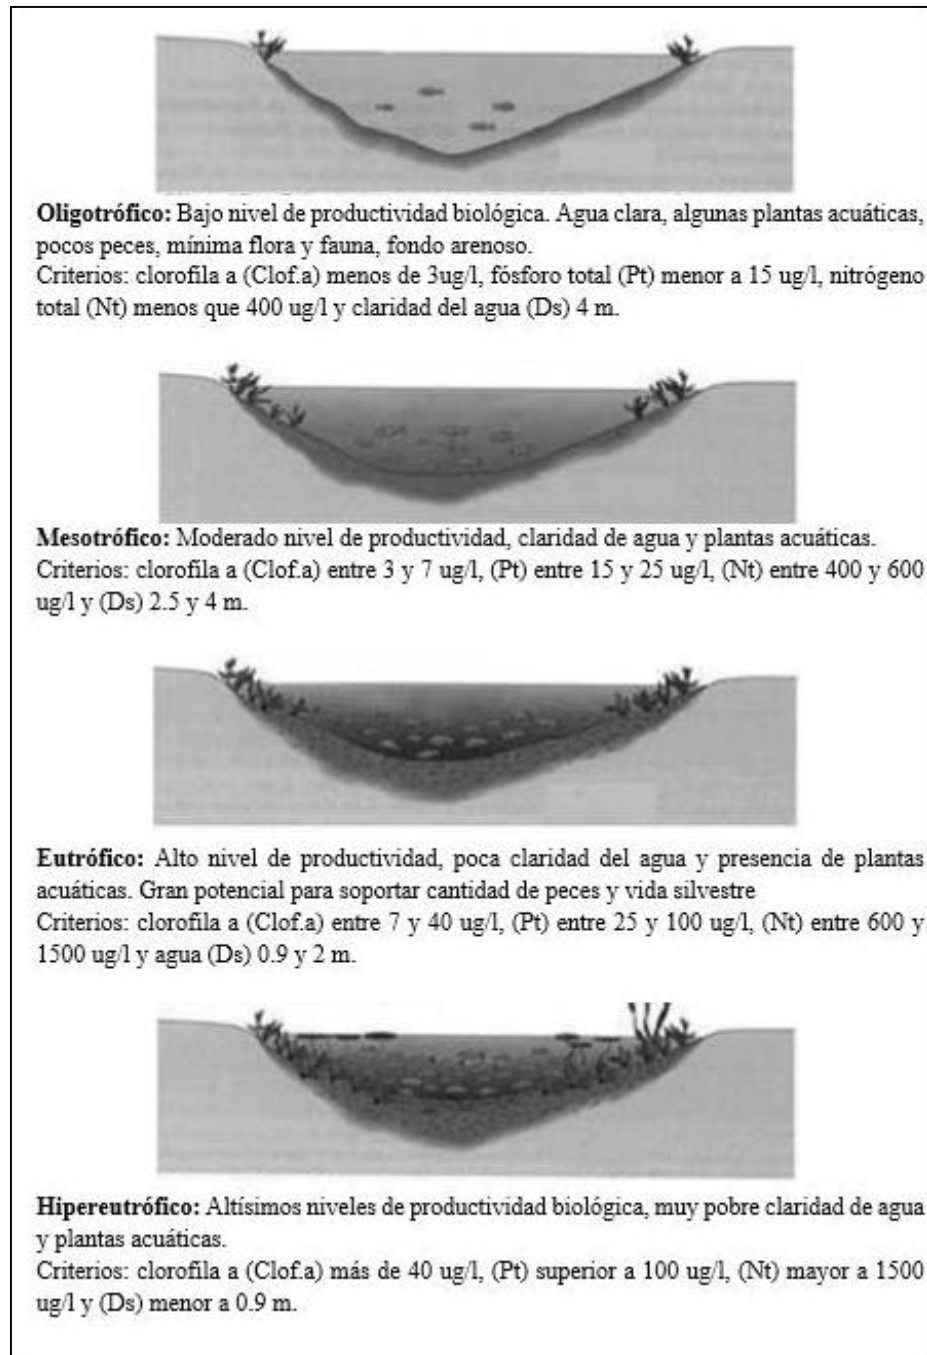 Oligotrófico: Bajo nivel de productividad biológica. Agua clara, algunas plantas acuáticas,
pocos peces, mínima flora y fauna, fondo arenoso.
Criterios: clorofila a (Clof.a) menos de 3ug/l, fósforo total (Pt) menor a 15 ug/l, nitrógeno
total (Nt) menos que 400 ug/l y claridad del agua (Ds) 4 m.
Mesotrófico: Moderado nivel de productividad, claridad de agua y plantas acuáticas.
Criterios: clorofila a (Clof.a) entre 3 y 7 ug/l, (Pt) entre 15 y 25 ug/l, (Nt) entre 400 y 600
ug/l y (Ds) 2.5 y 4 m.
Eutrófico: Alto nivel de productividad, poca claridad del agua y presencia de plantas
acuáticas. Gran potencial para soportar cantidad de peces y vida silvestre
Criterios: clorofila a (Clof.a) entre 7 y 40 ug/l, (Pt) entre 25 y 100 ug/l, (Nt) entre 600 y
1500 ug/l y agua (Ds) 0.9 y 2 m.
Hipereutrófico: Altísimos niveles de productividad biológica, muy pobre claridad de agua
y plantas acuáticas.
Criterios: clorofila a (Clof.a) más de 40 ug/l, (Pt) superior a 100 ug/l, (Nt) mayor a 1500
ug/l y (Ds) menor a 0.9 m.